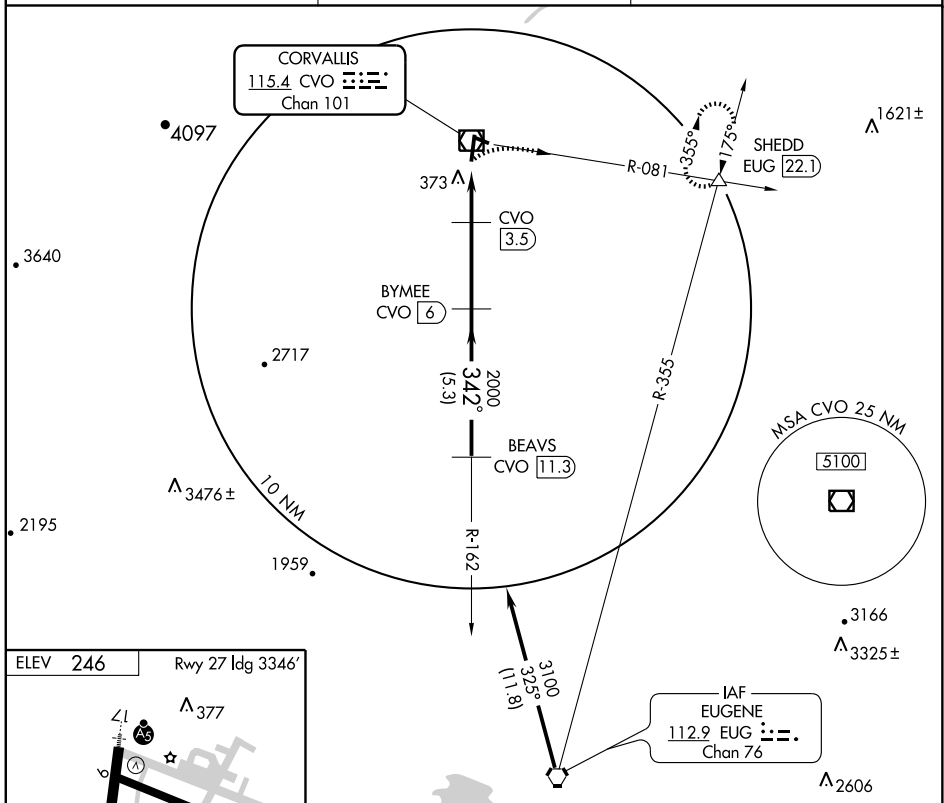 CORVALLIS
115.4 CVO
Chan 101
4097
1621±
355°
175°
SHEDD
EUG 22.1
R-081
373
CVO
3.5
3640
BYMEE
CVO 6
2717
2000
342°
(5.3)
R-355
BEAVS
CVO 11.3
MSA CVO 25 NM
5100
3476±
10 NM
2195
R-162
1959
3166
3325±
3100
325°
(11.8)
IAF
EUGENE
112.9 EUG
Chan 76
2606
ELEV 246
Rwy 27 ldg 3346'
377
17
A5
V
9